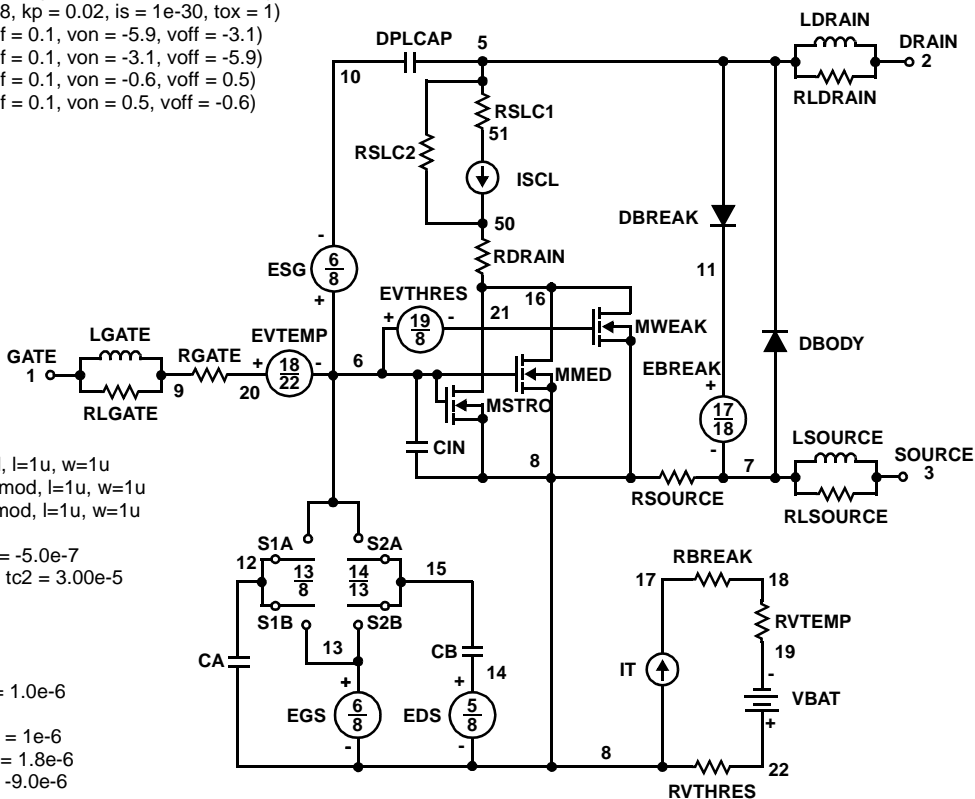 8, kp = 0.02, is = 1e-30, tox = 1)
f = 0.1, von = -5.9, voff = -3.1)
f = 0.1, von = -3.1, voff = -5.9)
f = 0.1, von = -0.6, voff = 0.5)
f = 0.1, von = 0.5, voff = -0.6)
DPLCAP
5
10
LDRAIN
DRAIN
2
RLDRAIN
RSLC1
51
RSLC2
ISCL
50
RDRAIN
DBREAK
11
-
ESG
6
8
+
EVTHRES
+
19
8
-
16
21
MWEAK
DBODY
LGATE
GATE
1
RLGATE
9
RGATE
20
EVTEMP
+
18
22
-
6
MMED
MSTRO
EBREAK
+
17
18
-
CIN
8
RSOURCE
7
LSOURCE
SOURCE
3
RLSOURCE
l, l=1u, w=1u
mod, l=1u, w=1u
mod, l=1u, w=1u
= -5.0e-7
tc2 = 3.00e-5
= 1.0e-6
= 1e-6
= 1.8e-6
-9.0e-6
S1A
S2A
12
13
8
14
13
15
S1B
S2B
13
CA
CB
14
+
EGS
6
8
-
+
EDS
5
8
-
RBREAK
17
18
RVTEMP
19
-
IT
VBAT
+
8
22
RVTHRES